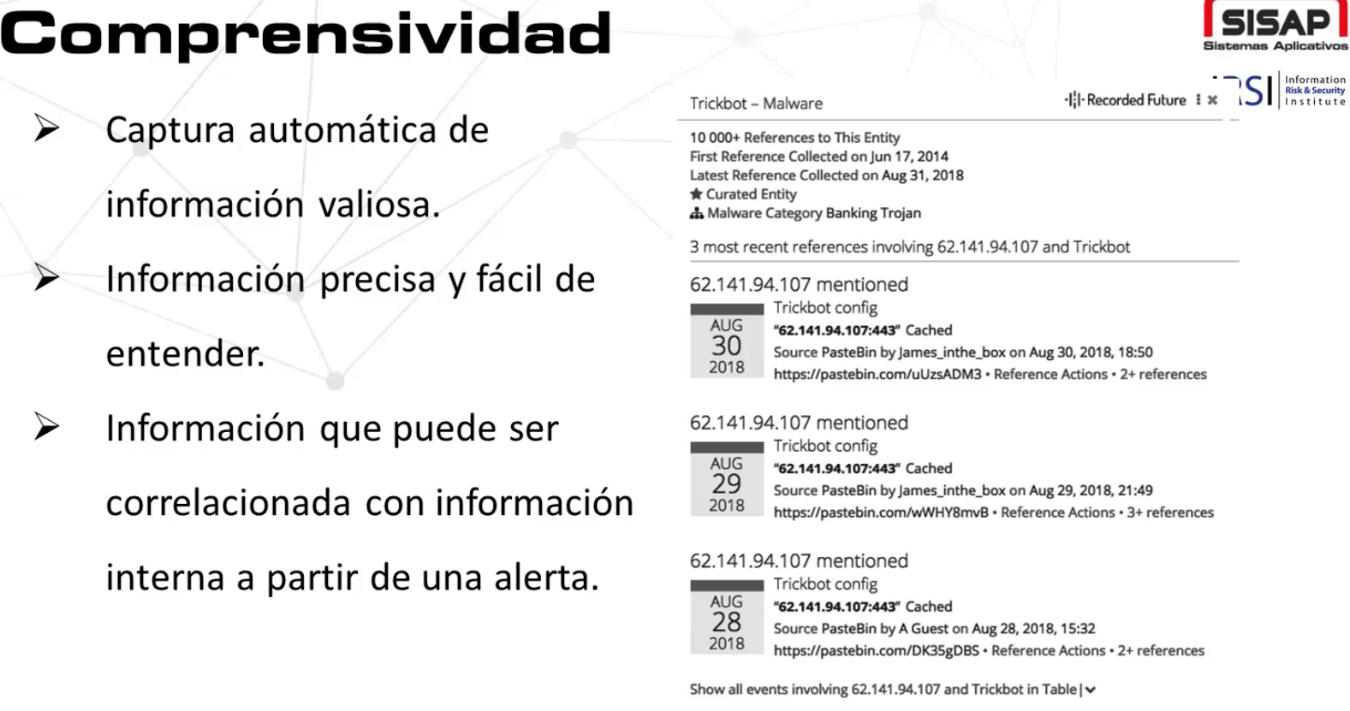 Comprensividad
SISAP
Sistemas Aplicativos
Information
Risk & Security
Institute
➢ Captura automática de
información valiosa.
➢ Información precisa y fácil de
entender.
➢ Información que puede ser
correlacionada con información
interna a partir de una alerta.
Trickbot – Malware
Recorded Future
10 000+ References to This Entity
First Reference Collected on Jun 17, 2014
Latest Reference Collected on Aug 31, 2018
★ Curated Entity
Malware Category Banking Trojan
3 most recent references involving 62.141.94.107 and Trickbot
62.141.94.107 mentioned
AUG
30
2018
Trickbot config
"62.141.94.107:443" Cached
Source PasteBin by James_inthe_box on Aug 30, 2018, 18:50
https://pastebin.com/uUzsADM3 • Reference Actions • 2+ references
62.141.94.107 mentioned
AUG
29
2018
Trickbot config
"62.141.94.107:443" Cached
Source PasteBin by James_inthe_box on Aug 29, 2018, 21:49
https://pastebin.com/wWHY8mvB • Reference Actions • 3+ references
62.141.94.107 mentioned
AUG
28
2018
Trickbot config
"62.141.94.107:443" Cached
Source PasteBin by A Guest on Aug 28, 2018, 15:32
https://pastebin.com/DK35gDBS • Reference Actions • 2+ references
Show all events involving 62.141.94.107 and Trickbot in Table|